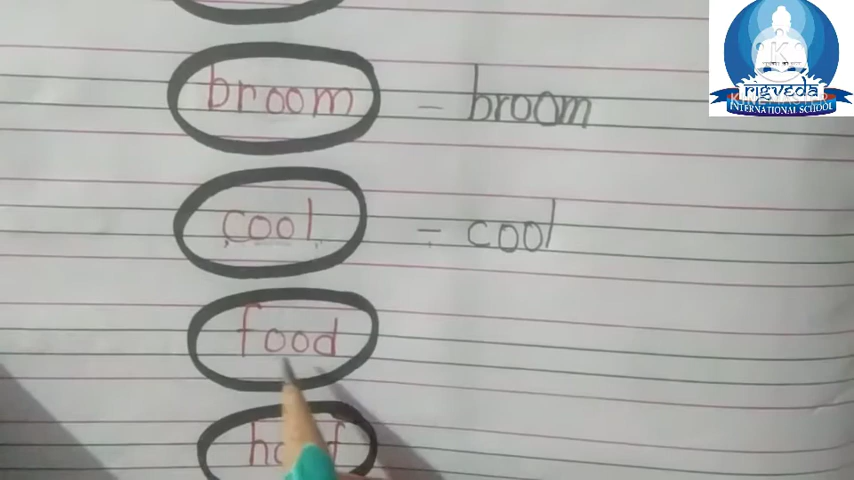 broom - broom
cool - cool
food
rigveda
INTERNATIONAL SCHOOL